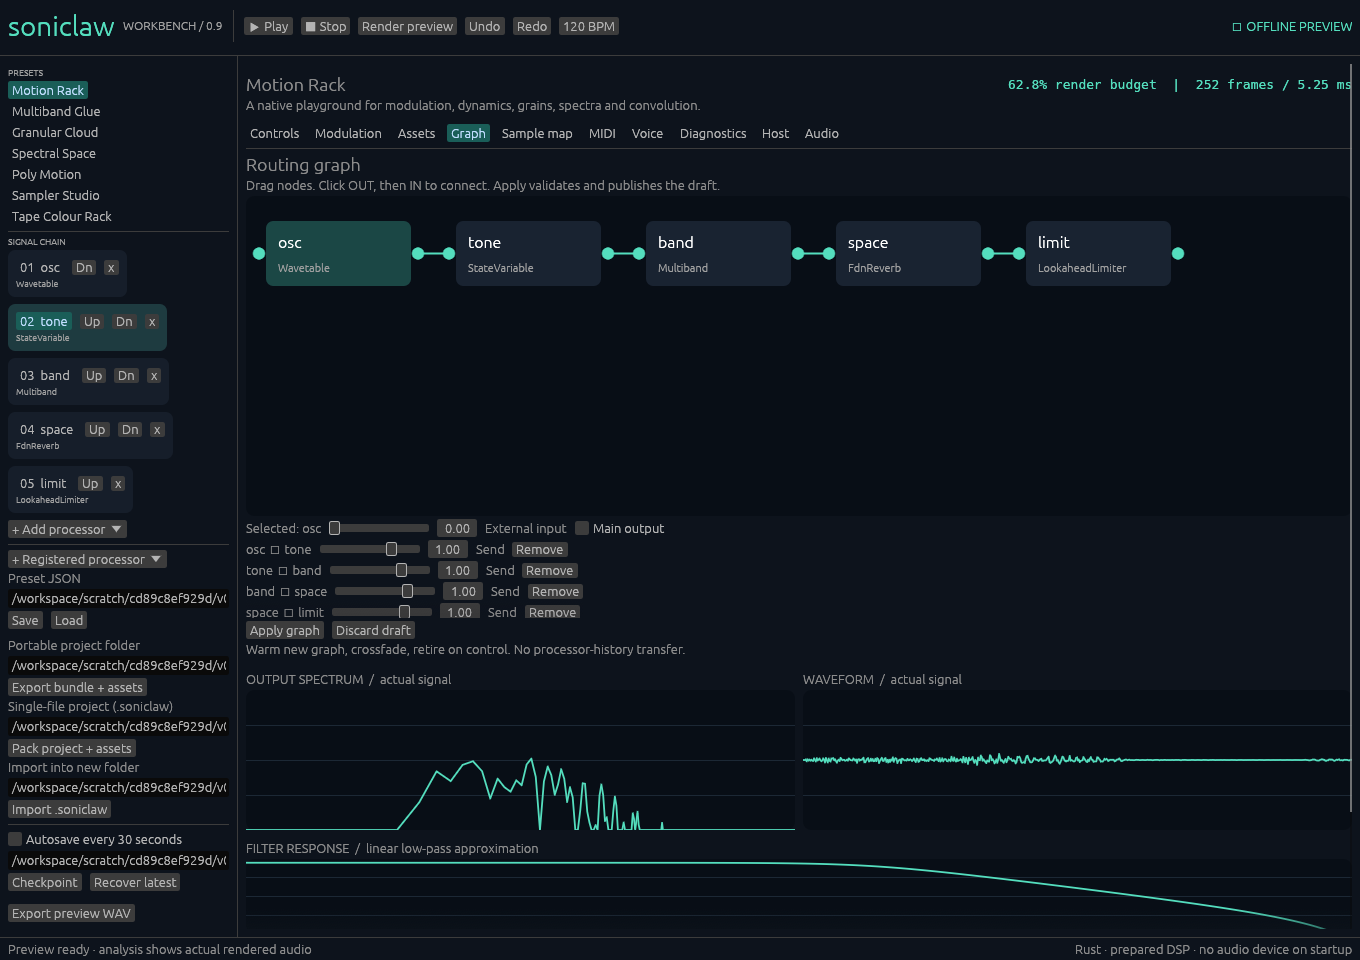 soniclaw WORKBENCH / 0.9 ▶ Play ■ Stop Render preview Undo Redo 120 BPM □ OFFLINE PREVIEW
PRESETS
Motion Rack
Multiband Glue
Granular Cloud
Spectral Space
Poly Motion
Sampler Studio
Tape Colour Rack
SIGNAL CHAIN
01 osc Dn x
Wavetable
02 tone Up Dn x
StateVariable
03 band Up Dn x
Multiband
04 space Up Dn x
FdnReverb
05 limit Up x
LookaheadLimiter
+ Add processor ▼
+ Registered processor ▼
Preset JSON
/workspace/scratch/cd89c8ef929d/v
Save Load
Portable project folder
/workspace/scratch/cd89c8ef929d/v
Export bundle + assets
Single-file project (.soniclaw)
/workspace/scratch/cd89c8ef929d/v
Pack project + assets
Import into new folder
/workspace/scratch/cd89c8ef929d/v
Import .soniclaw
Autosave every 30 seconds
/workspace/scratch/cd89c8ef929d/v
Checkpoint Recover latest
Export preview WAV
Motion Rack 62.8% render budget | 252 frames / 5.25 ms
A native playground for modulation, dynamics, grains, spectra and convolution.
Controls Modulation Assets Graph Sample map MIDI Voice Diagnostics Host Audio
Routing graph
Drag nodes. Click OUT, then IN to connect. Apply validates and publishes the draft.
osc tone band space limit
Wavetable StateVariable Multiband FdnReverb LookaheadLimiter
Selected: osc 0.00 External input Main output
osc □ tone 1.00 Send Remove
tone □ band 1.00 Send Remove
band □ space 1.00 Send Remove
space □ limit 1.00 Send Remove
Apply graph Discard draft
Warm new graph, crossfade, retire on control. No processor-history transfer.
OUTPUT SPECTRUM / actual signal WAVEFORM / actual signal
FILTER RESPONSE / linear low-pass approximation
Preview ready · analysis shows actual rendered audio Rust · prepared DSP · no audio device on startup